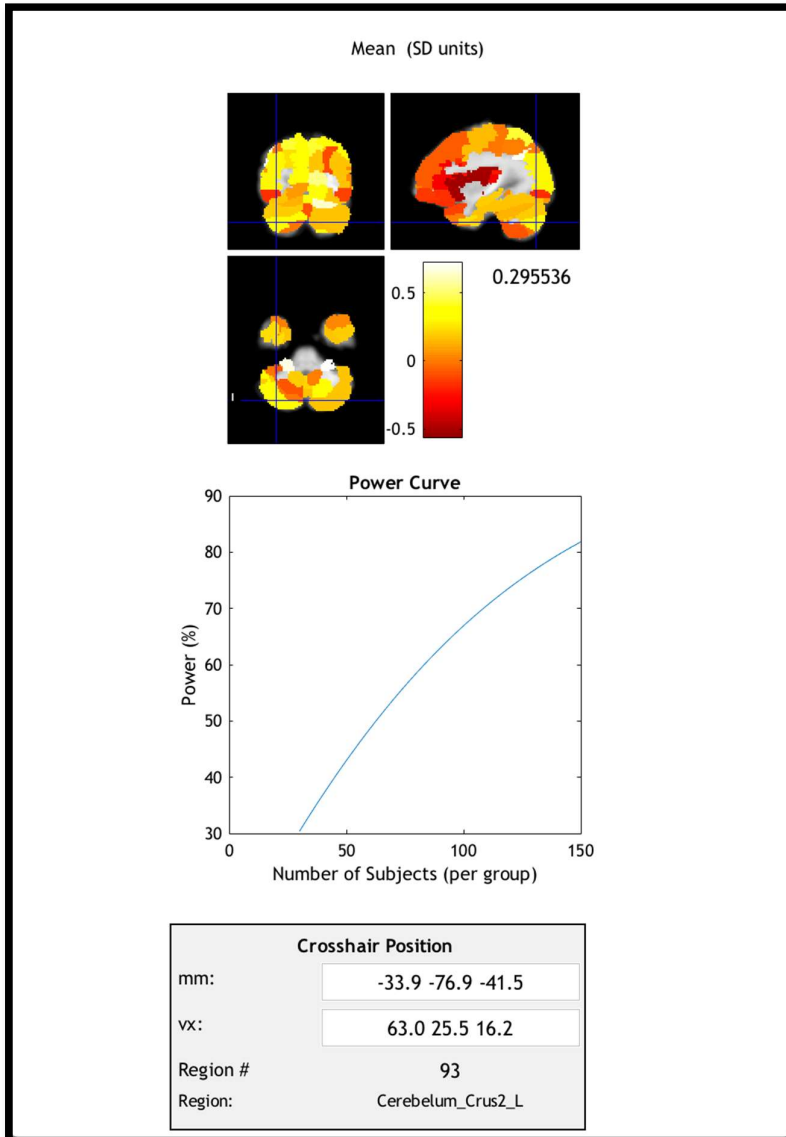 Mean (SD units)
0.295536
0.5
0
-0.5
Power Curve
90
80
70
60
50
40
30
Power (%)
0 50 100 150
Number of Subjects (per group)
Crosshair Position
mm: -33.9 -76.9 -41.5
vx: 63.0 25.5 16.2
Region # 93
Region: Cerebelum_Crus2_L